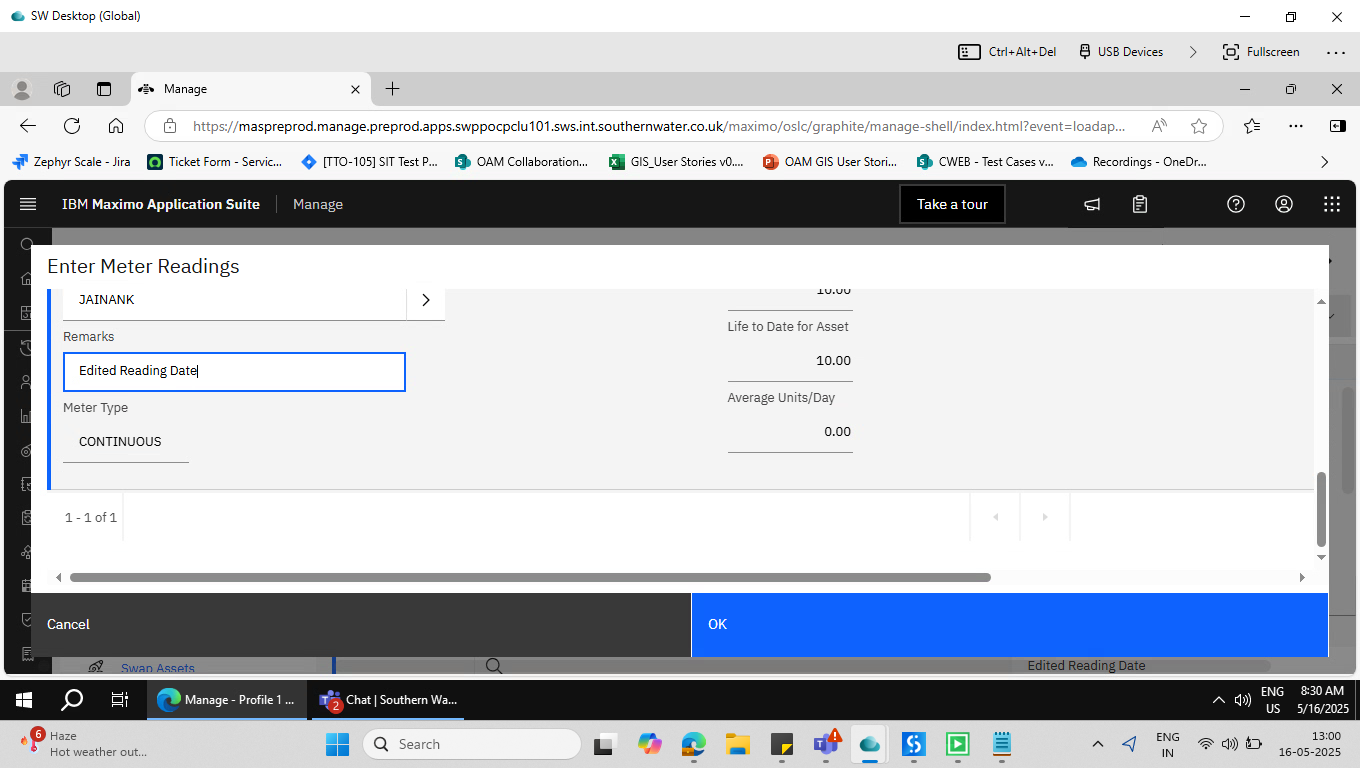 SW Desktop (Global)
Ctrl+Alt+Del
USB Devices
Fullscreen
Manage
https://maspreprod.manage.preprod.apps.swppocpclu101.sws.int.southernwater.co.uk/maximo/oslc/graphite/manage-shell/index.html?event=loadap...
Zephyr Scale - Jira
Ticket Form - Servic...
[TTO-105] SIT Test P...
OAM Collaboration...
GIS_User Stories v0....
OAM GIS User Stori...
CWEB - Test Cases v...
Recordings - OneDr...
IBM Maximo Application Suite
Manage
Take a tour
Enter Meter Readings
JAINANK
10.00
Remarks
Life to Date for Asset
Edited Reading Date
10.00
Meter Type
Average Units/Day
CONTINUOUS
0.00
1 - 1 of 1
Cancel
OK
Swap Assets
Edited Reading Date
Manage - Profile 1 ...
2
Chat | Southern Wa...
ENG
US
8:30 AM
5/16/2025
6
Haze
Hot weather out...
Search
ENG
IN
13:00
16-05-2025